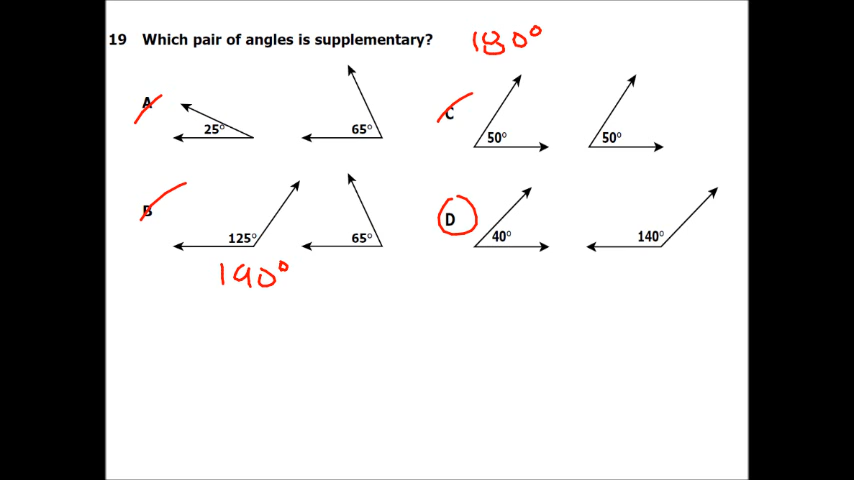 19 Which pair of angles is supplementary? 180°
A 25° 65°
C 50° 50°
B 125° 65°
190°
D 40° 140°